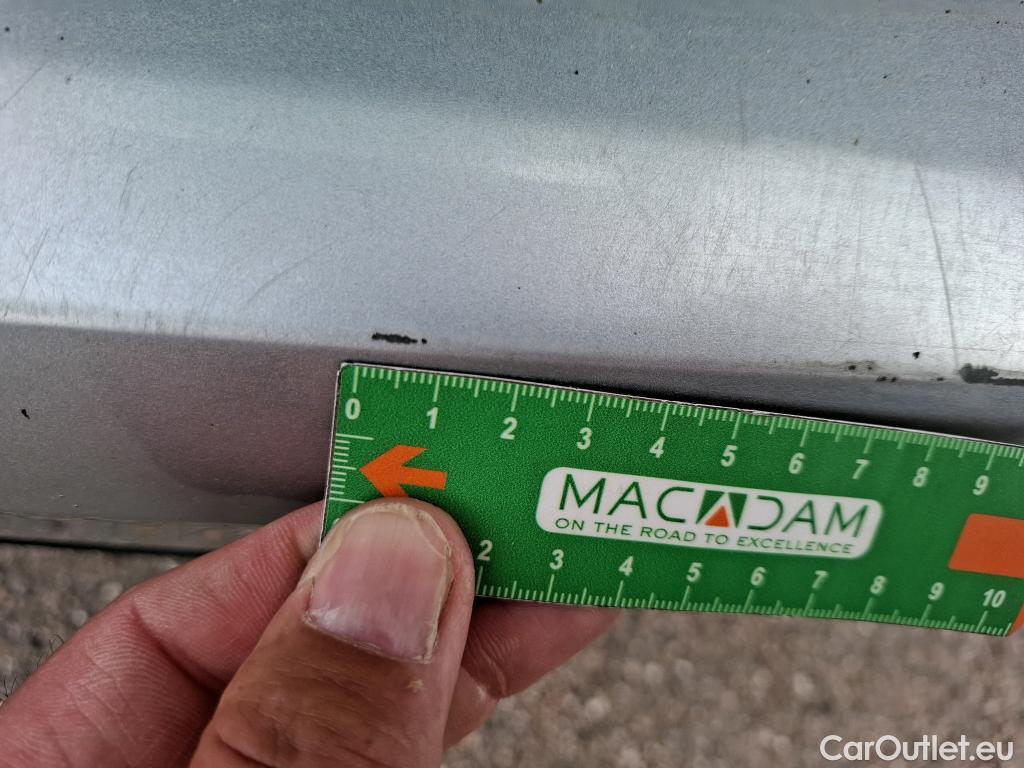 0 1 2 3 4 5 6 7 8 9
MACADAM
ON THE ROAD TO EXCELLENCE
2 3 4 5 6 7 8 9 10
CarOutlet.eu